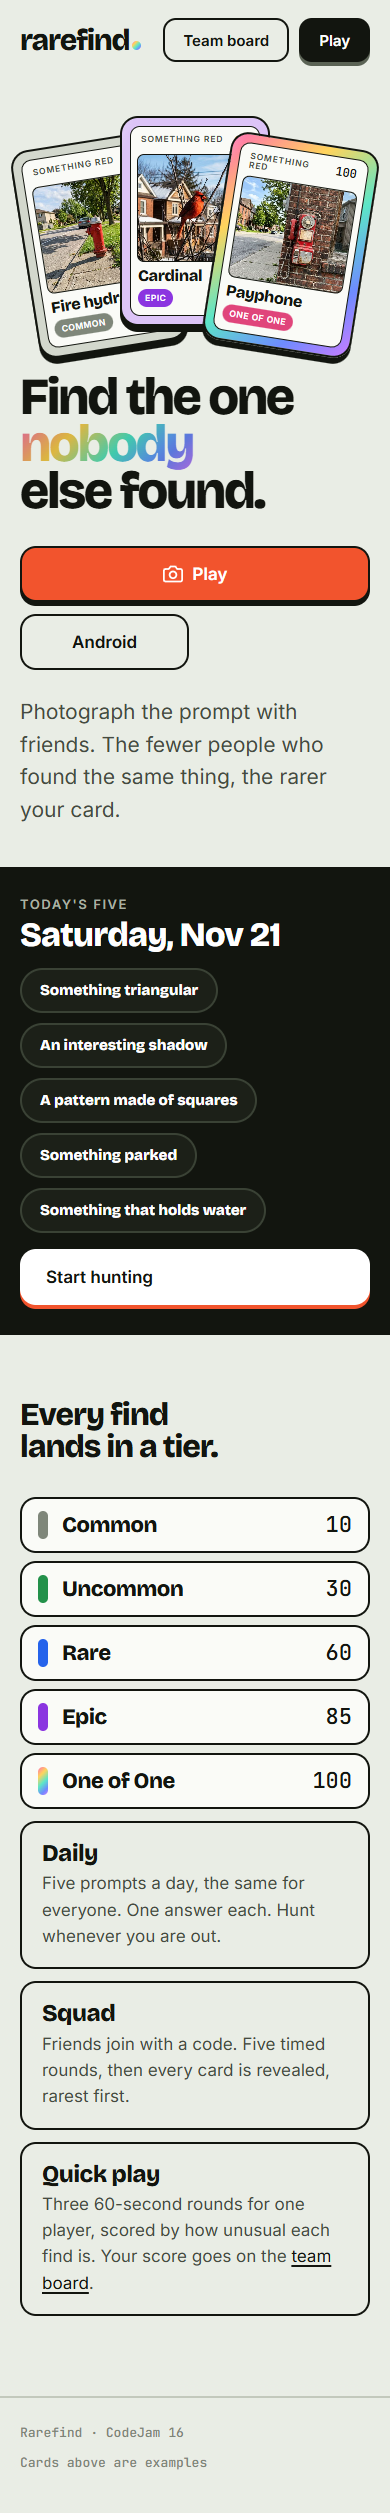 rarefind
Team board
Play
SOMETHING RED
Fire hydr
COMMON
SOMETHING RED
Cardinal
EPIC
SOMETHING
RED
100
Payphone
ONE OF ONE
Find the one
nobody
else found.
Play
Android
Photograph the prompt with
friends. The fewer people who
found the same thing, the rarer
your card.
TODAY'S FIVE
Saturday, Nov 21
Something triangular
An interesting shadow
A pattern made of squares
Something parked
Something that holds water
Start hunting
Every find
lands in a tier.
Common 10
Uncommon 30
Rare 60
Epic 85
One of One 100
Daily
Five prompts a day, the same for
everyone. One answer each. Hunt
whenever you are out.
Squad
Friends join with a code. Five timed
rounds, then every card is revealed,
rarest first.
Quick play
Three 60-second rounds for one
player, scored by how unusual each
find is. Your score goes on the team
board.
Rarefind · CodeJam 16
Cards above are examples